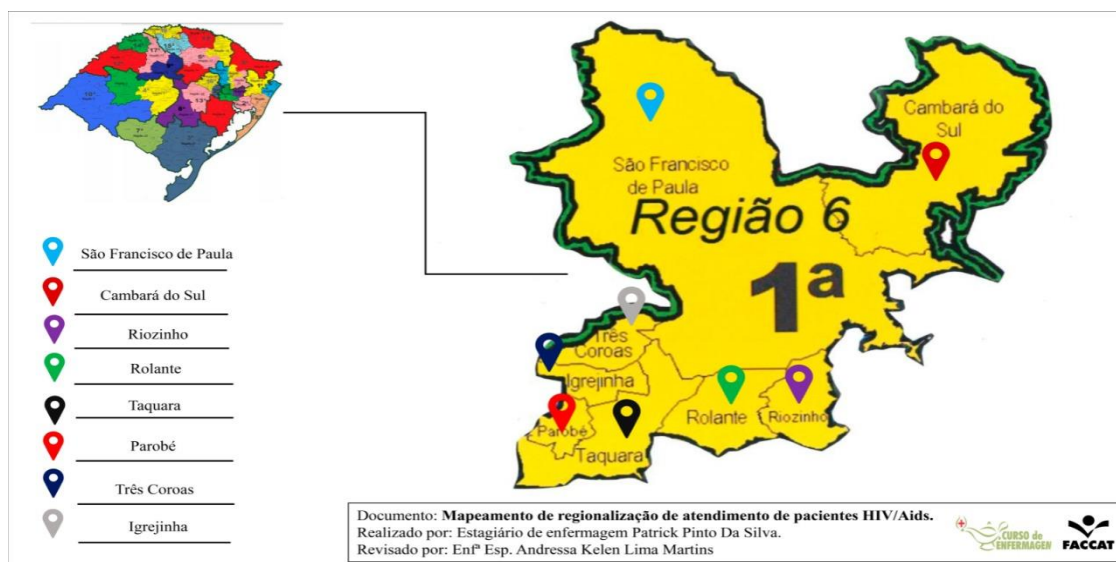 São Francisco de Paula
Cambará do Sul
Riozinho
Rolante
Taquara
Parobé
Três Coroas
Igrejinha
São Francisco
de Paula
Cambará do
Sul
Região 6
1ª
Três
Coroas
Igrejinha
Parobé
Taquara
Rolante
Riozinho
Documento: Mapeamento de regionalização de atendimento de pacientes HIV/Aids.
Realizado por: Estagiário de enfermagem Patrick Pinto Da Silva.
Revisado por: Enfª Esp. Andressa Kelen Lima Martins
CURSO de
ENFERMAGEN
FACCAT